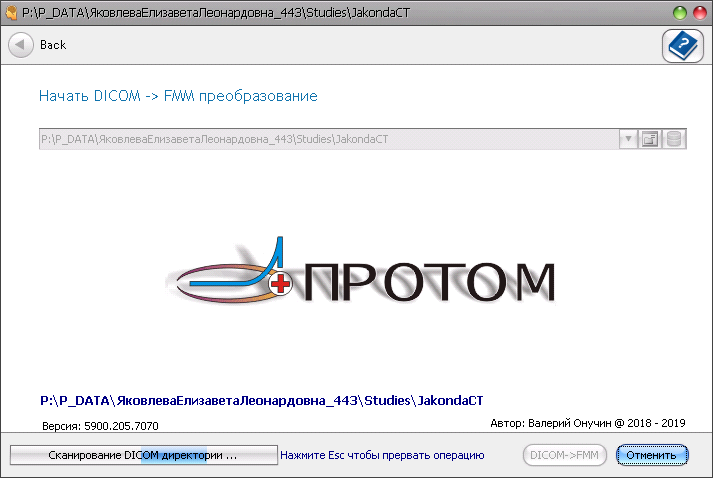 P:\P_DATA\ЯковлеваЕлизаветаЛеонардовна_443\Studies\JakondaCT
Back
Начать DICOM -> FMM преобразование
P:\P_DATA\ЯковлеваЕлизаветаЛеонардовна_443\Studies\JakondaCT
ПРОТОМ
P:\P_DATA\ЯковлеваЕлизаветаЛеонардовна_443\Studies\JakondaCT
Версия: 5900.205.7070
Автор: Валерий Онучин @ 2018 - 2019
Сканирование DICOM директории ...
Нажмите Esc чтобы прервать операцию
DICOM->FMM
Отменить